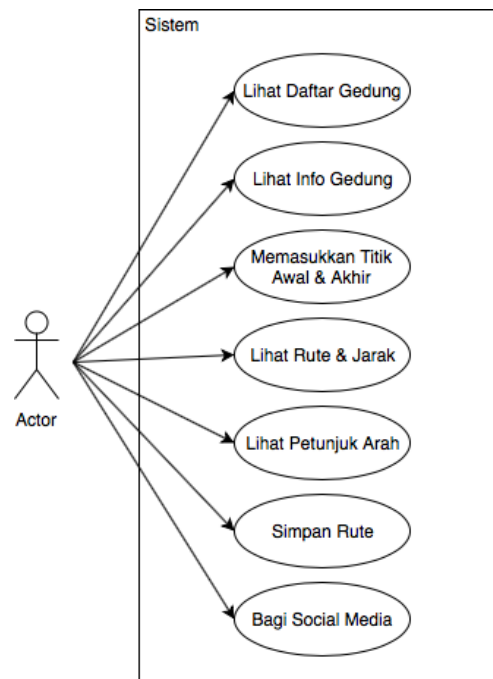 Sistem
Lihat Daftar Gedung
Lihat Info Gedung
Memasukkan Titik
Awal & Akhir
Lihat Rute & Jarak
Actor
Lihat Petunjuk Arah
Simpan Rute
Bagi Social Media